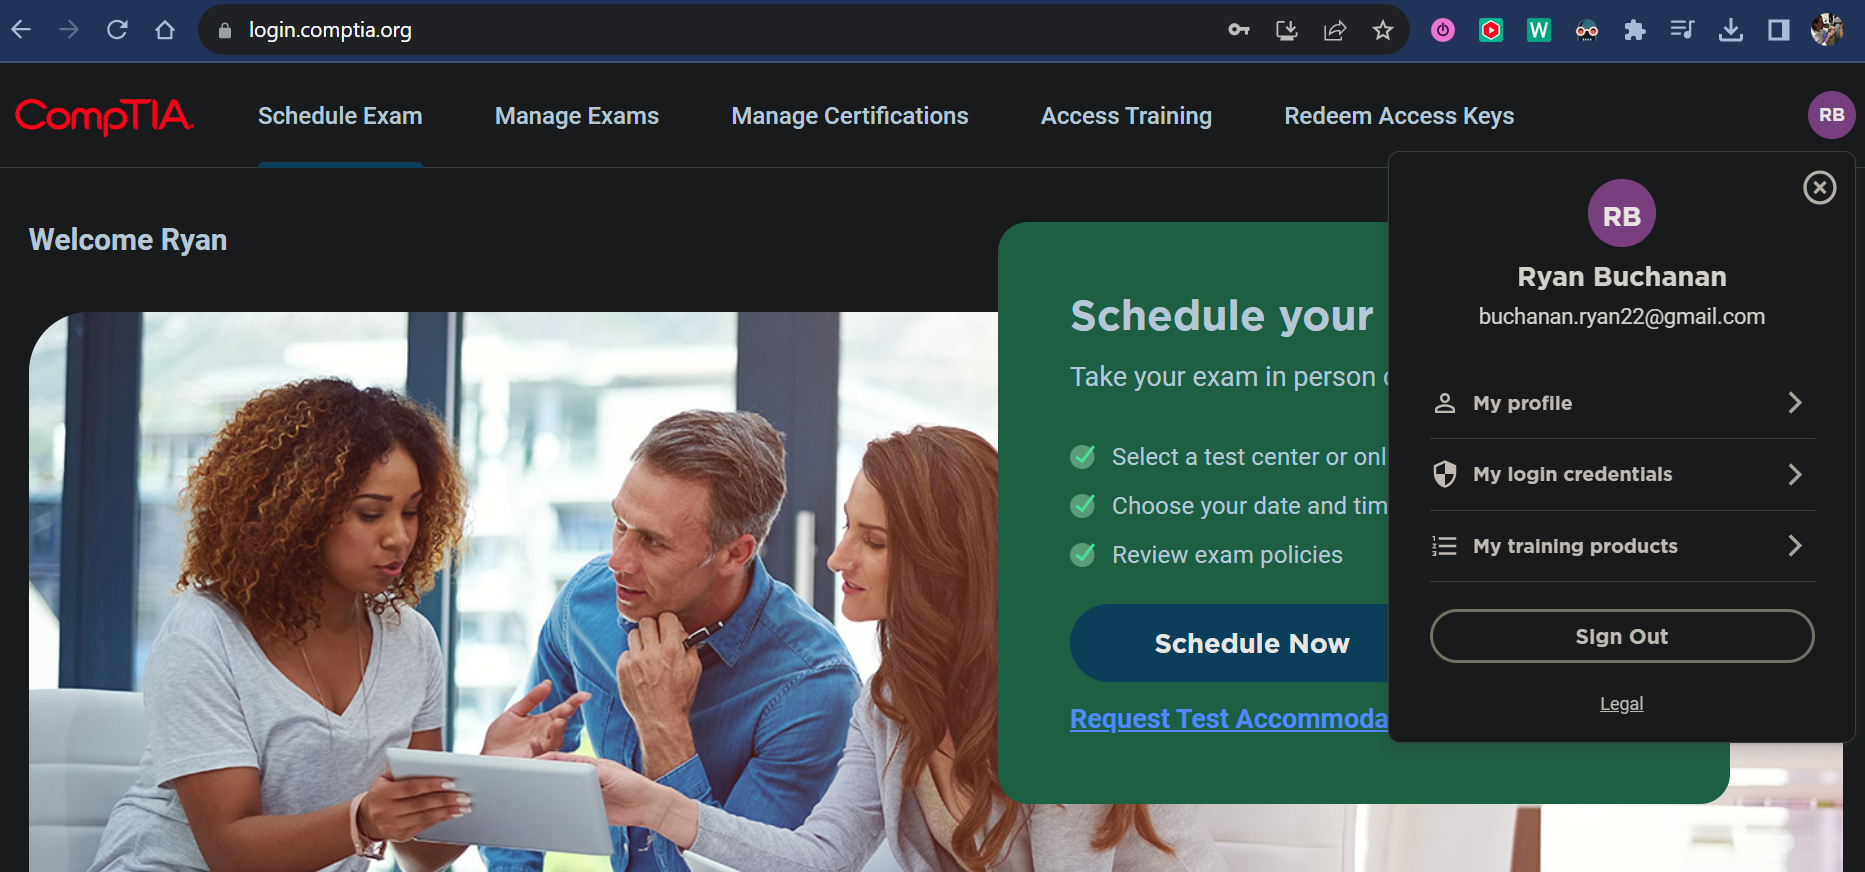 login.comptia.org
W
CompTIA.
Schedule Exam
Manage Exams
Manage Certifications
Access Training
Redeem Access Keys
RB
Welcome Ryan
Schedule your
Take your exam in person
Select a test center or onl
Choose your date and tim
Review exam policies
Schedule Now
Request Test Accommoda
RB
Ryan Buchanan
buchanan.ryan22@gmail.com
My profile
My login credentials
My training products
Sign Out
Legal